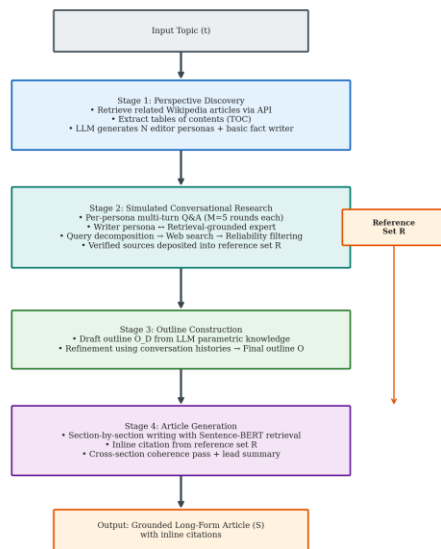 Input Topic (t)
Stage 1: Perspective Discovery
• Retrieve related Wikipedia articles via API
• Extract tables of contents (TOC)
• LLM generates N editor personas + basic fact writer
Stage 2: Simulated Conversational Research
• Per-persona multi-turn Q&A (M=5 rounds each)
• Writer persona ↔ Retrieval-grounded expert
• Query decomposition → Web search → Reliability filtering
• Verified sources deposited into reference set R
Reference
Set R
Stage 3: Outline Construction
• Draft outline O_D from LLM parametric knowledge
• Refinement using conversation histories → Final outline O
Stage 4: Article Generation
• Section-by-section writing with Sentence-BERT retrieval
• Inline citation from reference set R
• Cross-section coherence pass + lead summary
Output: Grounded Long-Form Article (S)
with inline citations